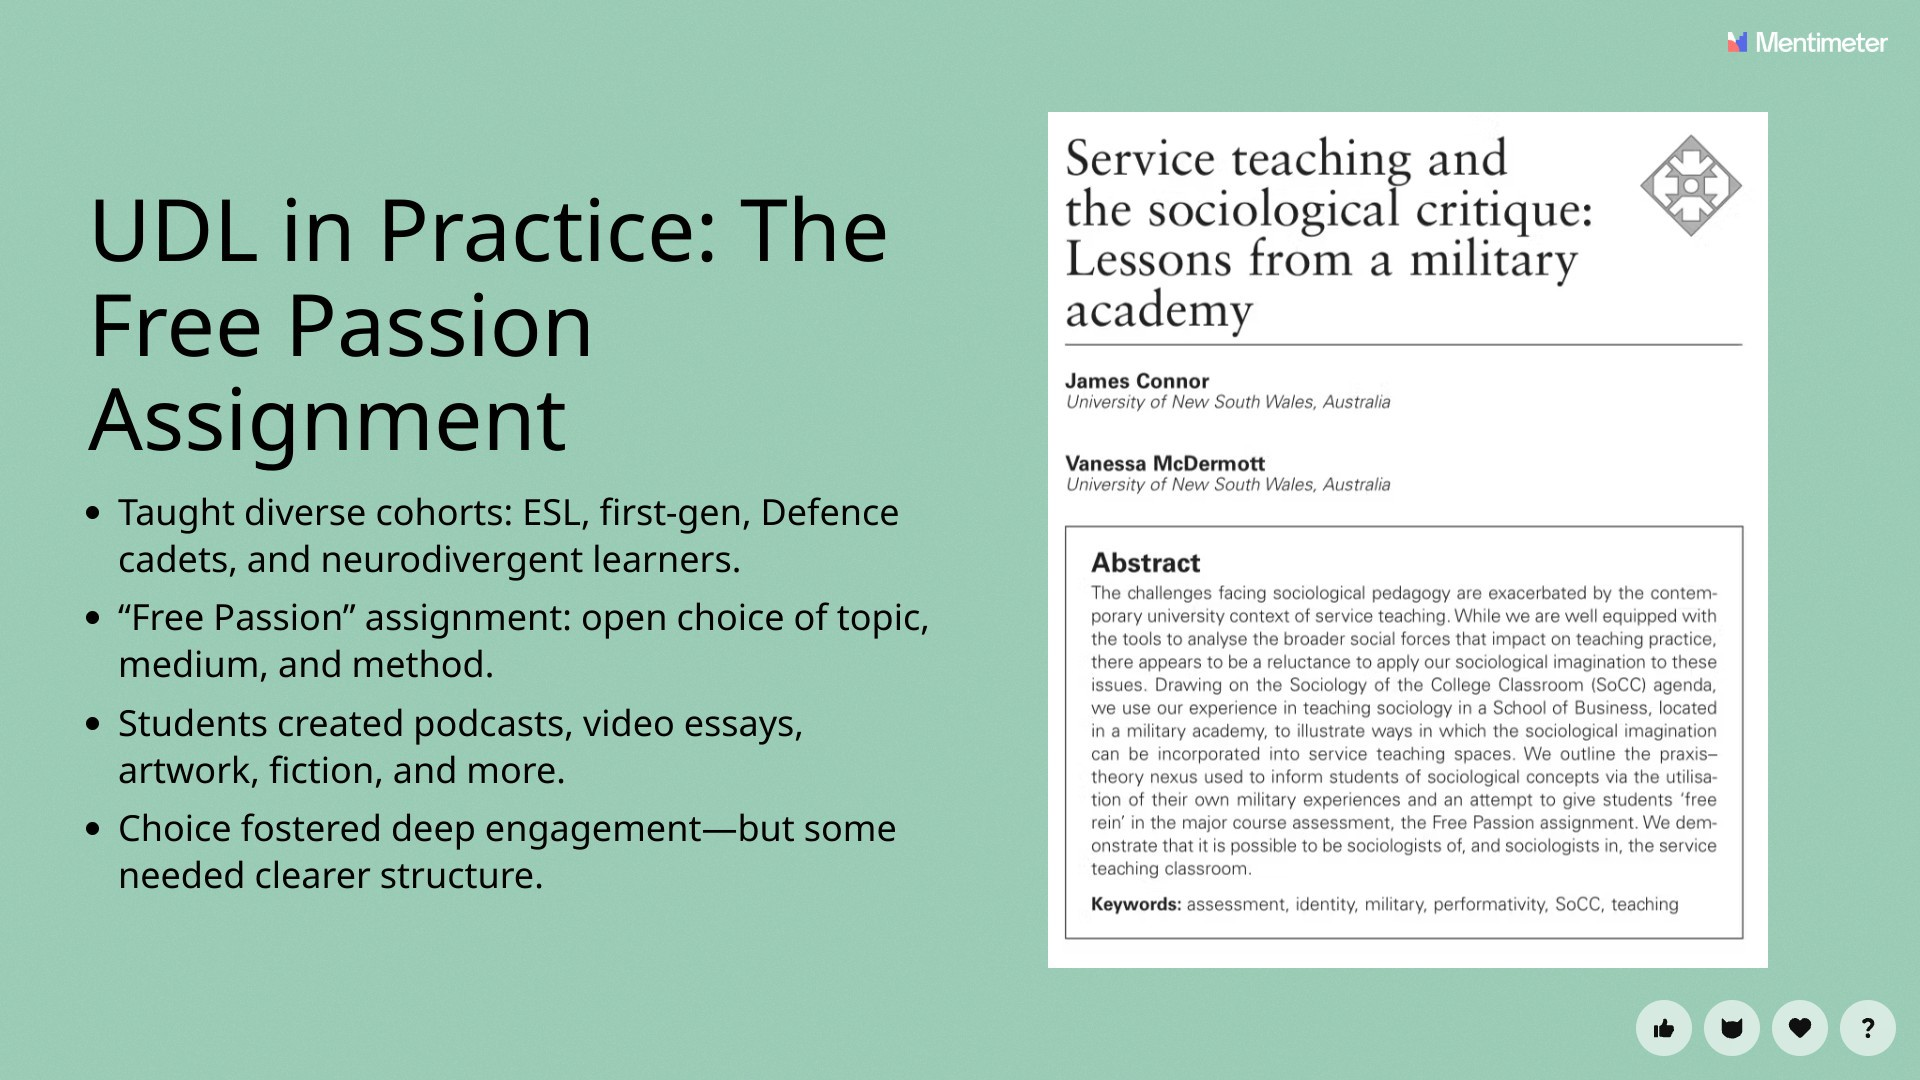 Mentimeter
UDL in Practice: The
Free Passion
Assignment
• Taught diverse cohorts: ESL, first-gen, Defence
cadets, and neurodivergent learners.
• “Free Passion” assignment: open choice of topic,
medium, and method.
• Students created podcasts, video essays,
artwork, fiction, and more.
• Choice fostered deep engagement—but some
needed clearer structure.
Service teaching and
the sociological critique:
Lessons from a military
academy
James Connor
University of New South Wales, Australia
Vanessa McDermott
University of New South Wales, Australia
Abstract
The challenges facing sociological pedagogy are exacerbated by the contem-
porary university context of service teaching. While we are well equipped with
the tools to analyse the broader social forces that impact on teaching practice,
there appears to be a reluctance to apply our sociological imagination to these
issues. Drawing on the Sociology of the College Classroom (SoCC) agenda,
we use our experience in teaching sociology in a School of Business, located
in a military academy, to illustrate ways in which the sociological imagination
can be incorporated into service teaching spaces. We outline the praxis–
theory nexus used to inform students of sociological concepts via the utilisa-
tion of their own military experiences and an attempt to give students ‘free
rein’ in the major course assessment, the Free Passion assignment. We dem-
onstrate that it is possible to be sociologists of, and sociologists in, the service
teaching classroom.
Keywords: assessment, identity, military, performativity, SoCC, teaching
?